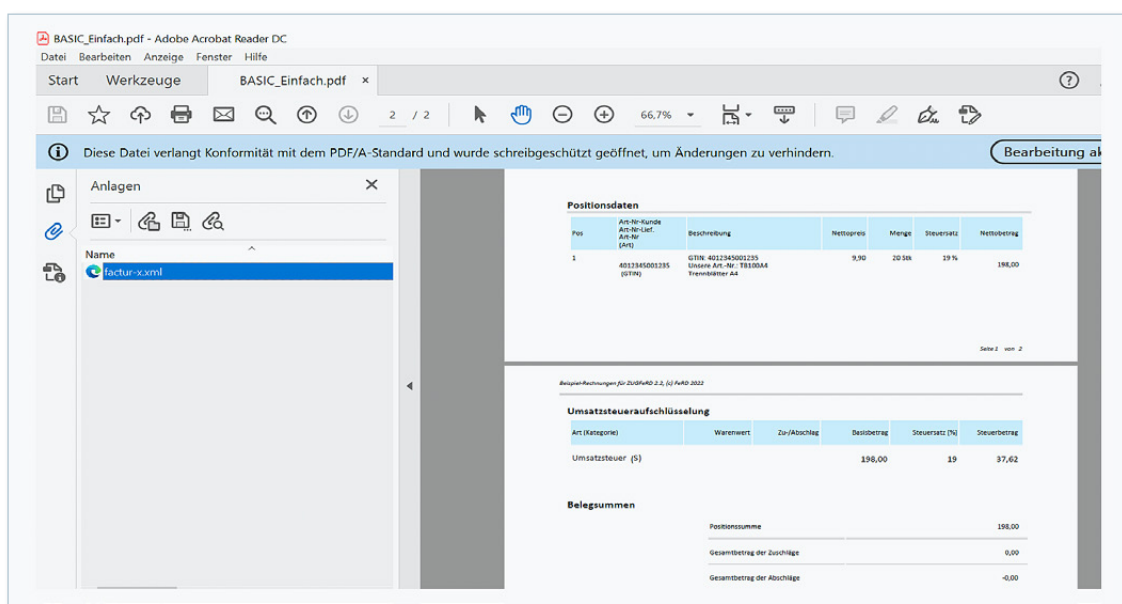 BASIC_Einfach.pdf - Adobe Acrobat Reader DC
Datei Bearbeiten Anzeige Fenster Hilfe
Start Werkzeuge BASIC_Einfach.pdf ×
2 / 2 66,7%
Diese Datei verlangt Konformität mit dem PDF/A-Standard und wurde schreibgeschützt geöffnet, um Änderungen zu verhindern. Bearbeitung ak
Anlagen
Name
factur-x.xml
Positionsdaten
Pos Art-Nr-Kunde Art-Nr-Lief. Art-Nr (Art) Beschreibung Nettopreis Menge Steuersatz Nettobetrag
1 4012345001235 (GTIN) GTIN: 4012345001235 9,90 20 Stk 19 % 198,00
Unsere Art.-Nr.: TB100A4
Trennblätter A4
Seite 1 von 2
Beispiel-Rechnungen für ZUGFeRD 2.2, (c) FeRD 2022
Umsatzsteueraufschlüsselung
Art (Kategorie) Warenwert Zu-/Abschlag Basisbetrag Steuersatz (%) Steuerbetrag
Umsatzsteuer (S) 198,00 19 37,62
Belegsummen
Positionssumme 198,00
Gesamtbetrag der Zuschläge 0,00
Gesamtbetrag der Abschläge -0,00